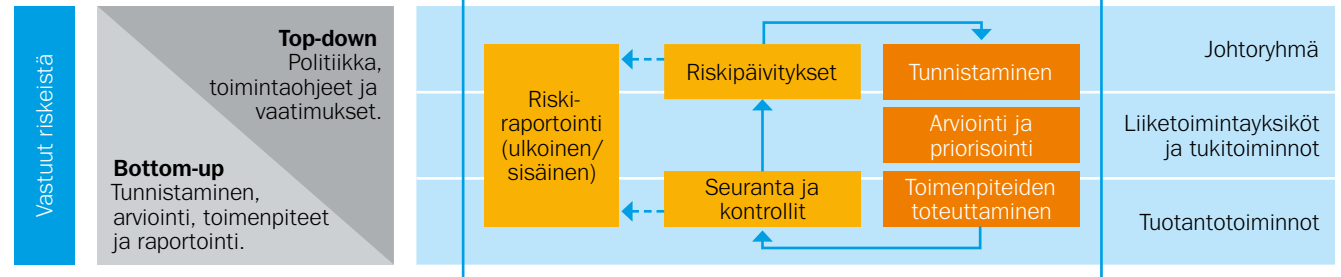 Vastuut riskeistä
Top-down
Politiikka,
toimintaohjeet ja
vaatimukset.
Bottom-up
Tunnistaminen,
arviointi, toimenpiteet
ja raportointi.
Riski-
raportointi
(ulkoinen/
sisäinen)
Riskipäivitykset
Seuranta ja
kontrollit
Tunnistaminen
Arviointi ja
priorisointi
Toimenpiteiden
toteuttaminen
Johtoryhmä
Liiketoimintayksiköt
ja tukitoiminnot
Tuotantotoiminnot